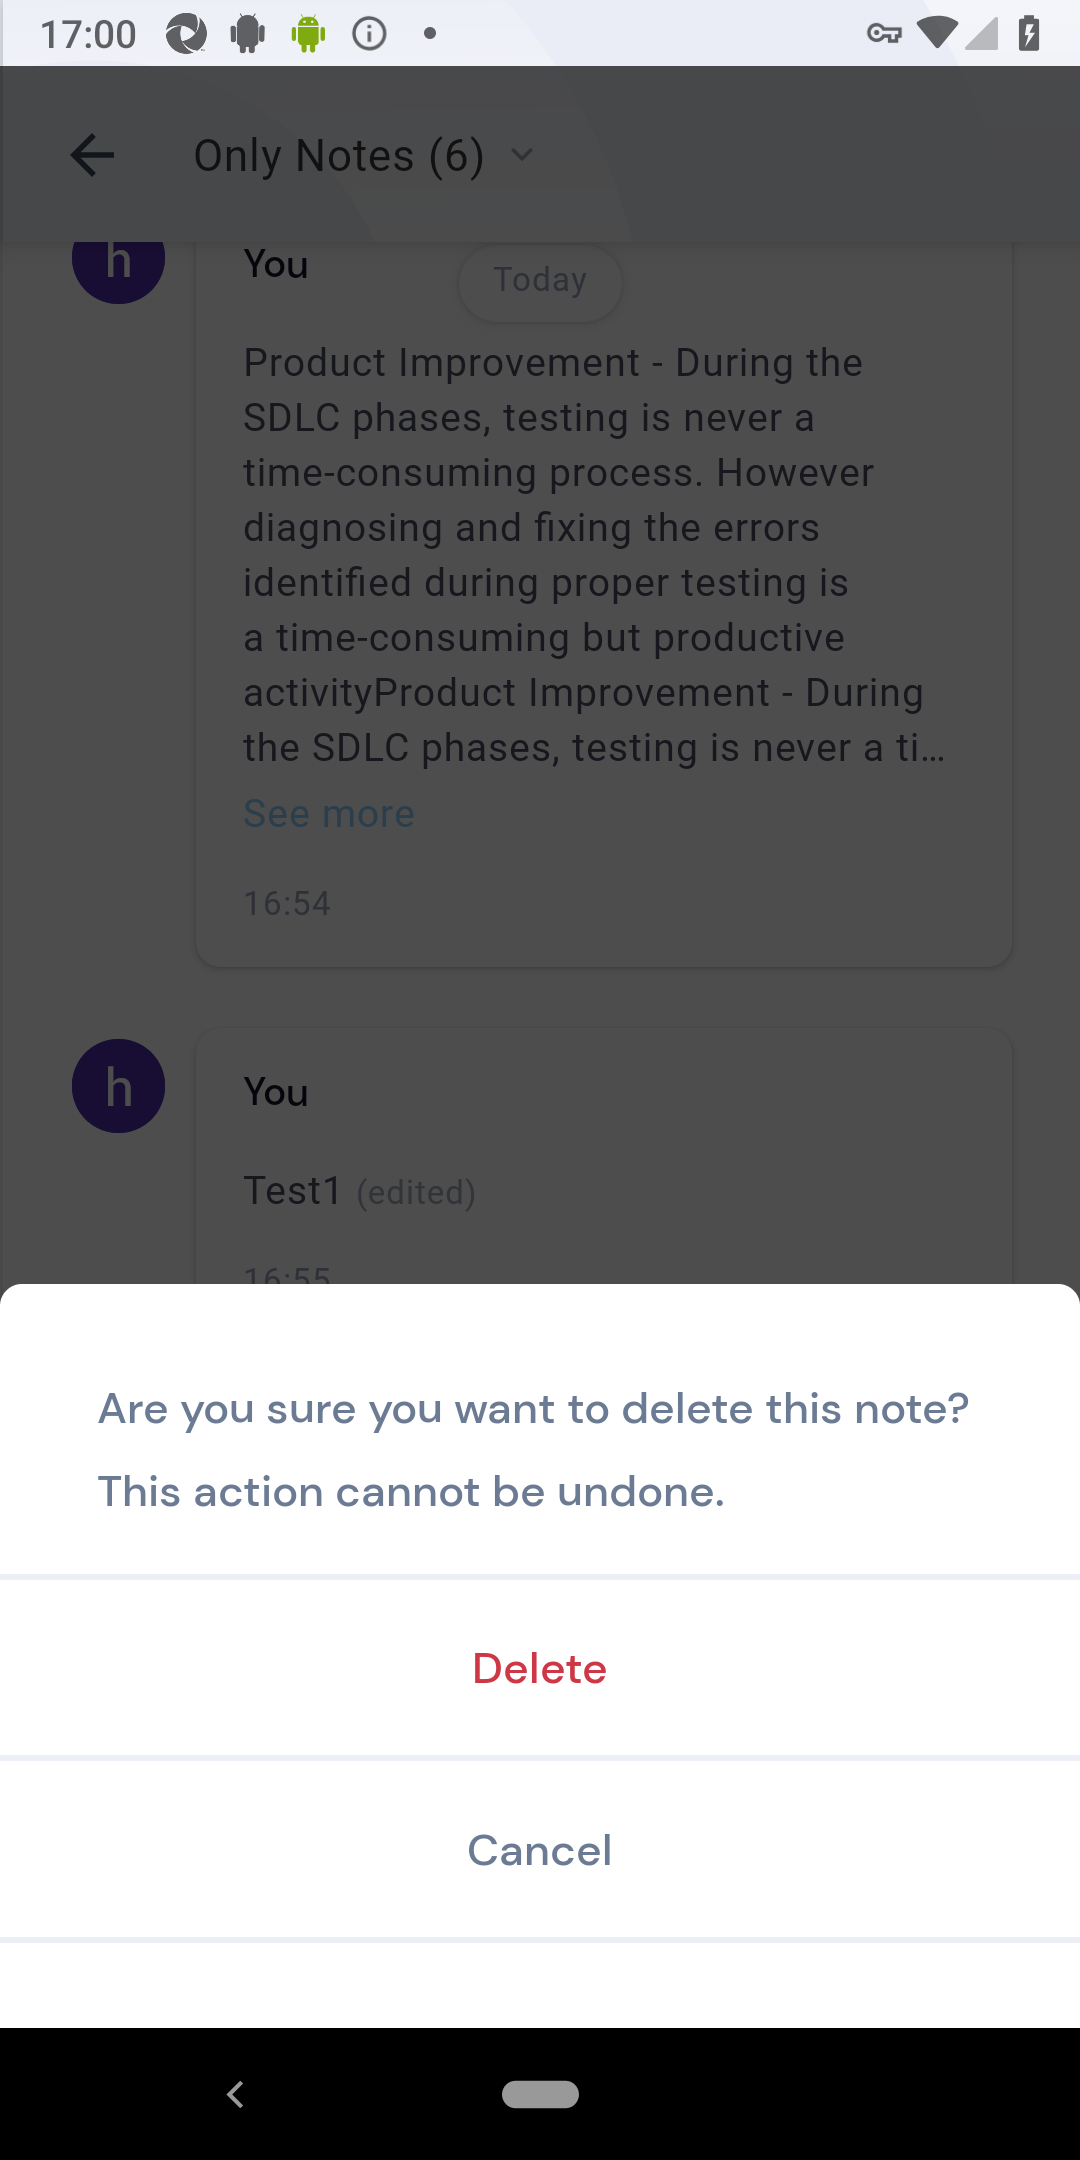 17:00
Only Notes (6)
h
You
Today
Product Improvement - During the
SDLC phases, testing is never a
time-consuming process. However
diagnosing and fixing the errors
identified during proper testing is
a time-consuming but productive
activityProduct Improvement - During
the SDLC phases, testing is never a ti...
See more
16:54
h
You
Test1 (edited)
16:55
Are you sure you want to delete this note?
This action cannot be undone.
Delete
Cancel